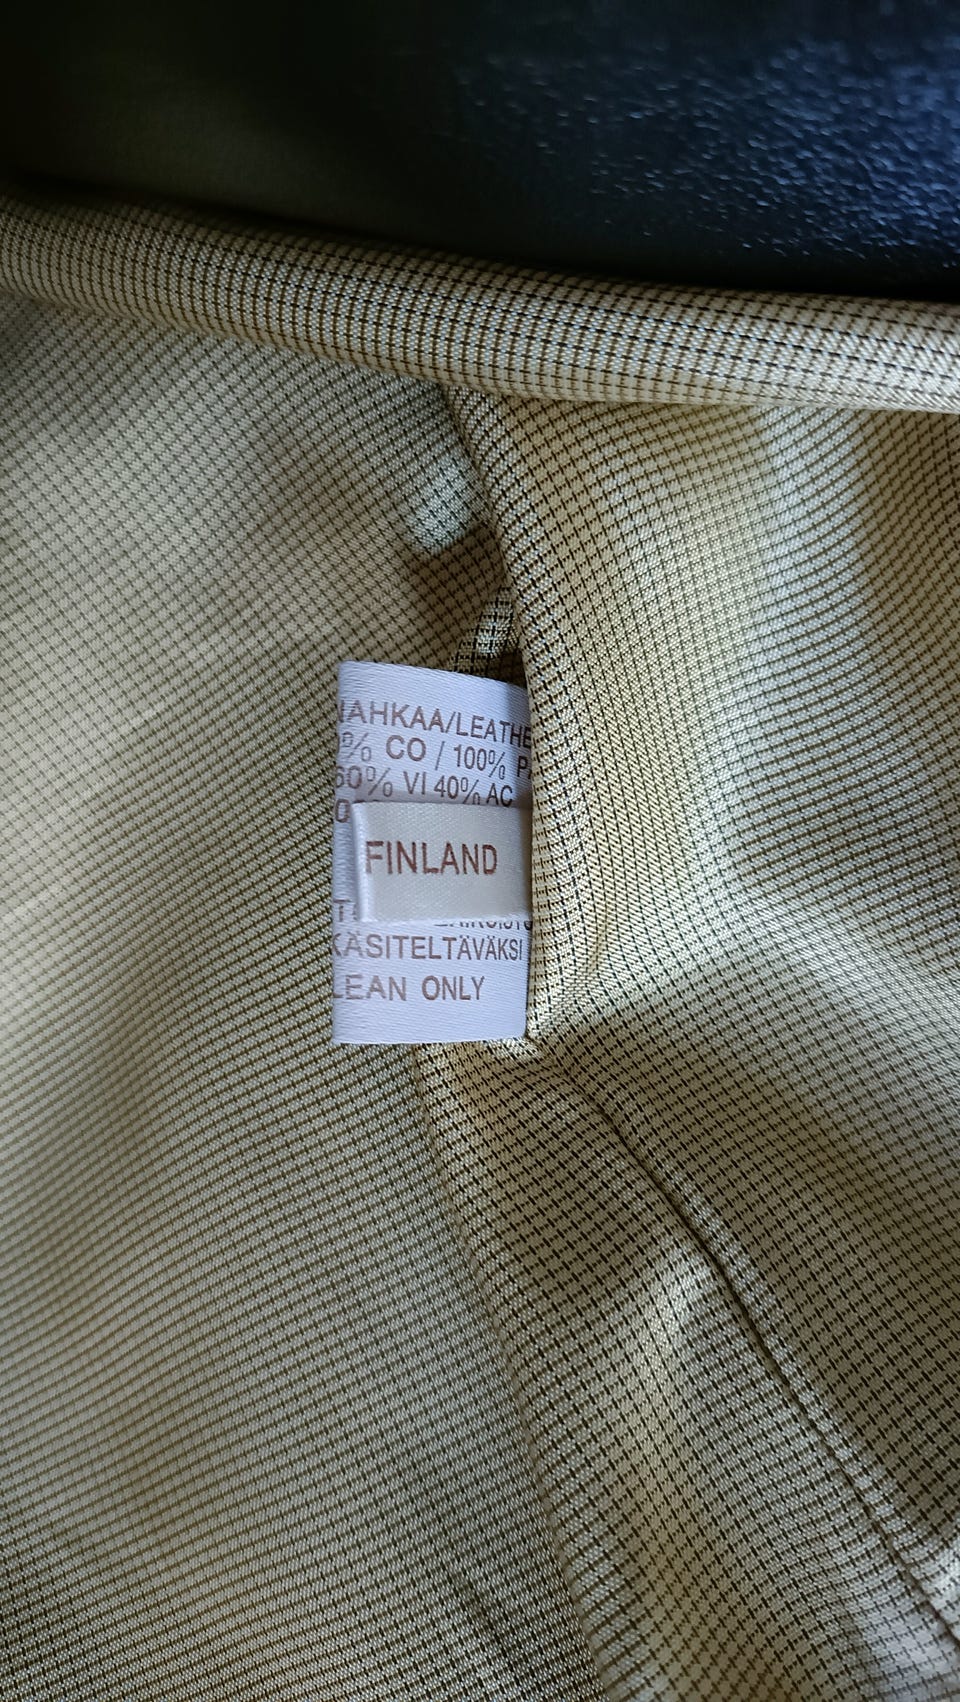 NAHKAA/LEATHE
% CO / 100% P
60% VI 40% AC
FINLAND
KÄSITELTÄVÄKSI
LEAN ONLY